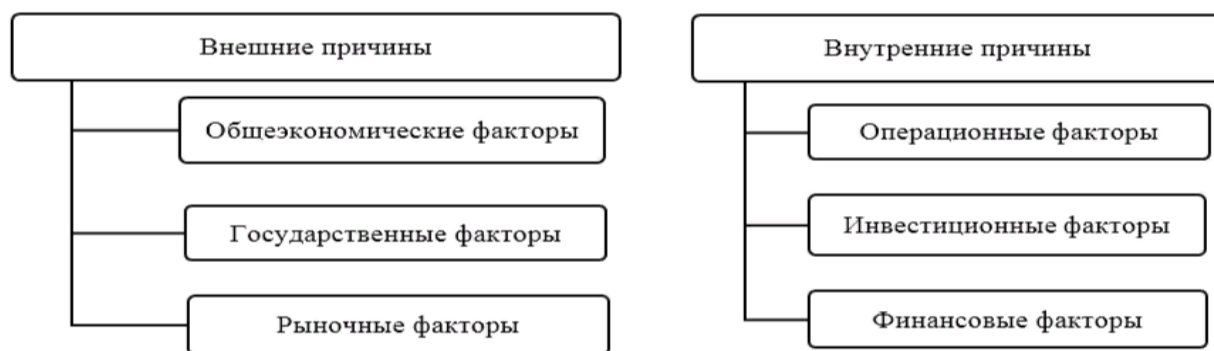 Внешние причины
Общеэкономические факторы
Государственные факторы
Рыночные факторы
Внутренние причины
Операционные факторы
Инвестиционные факторы
Финансовые факторы